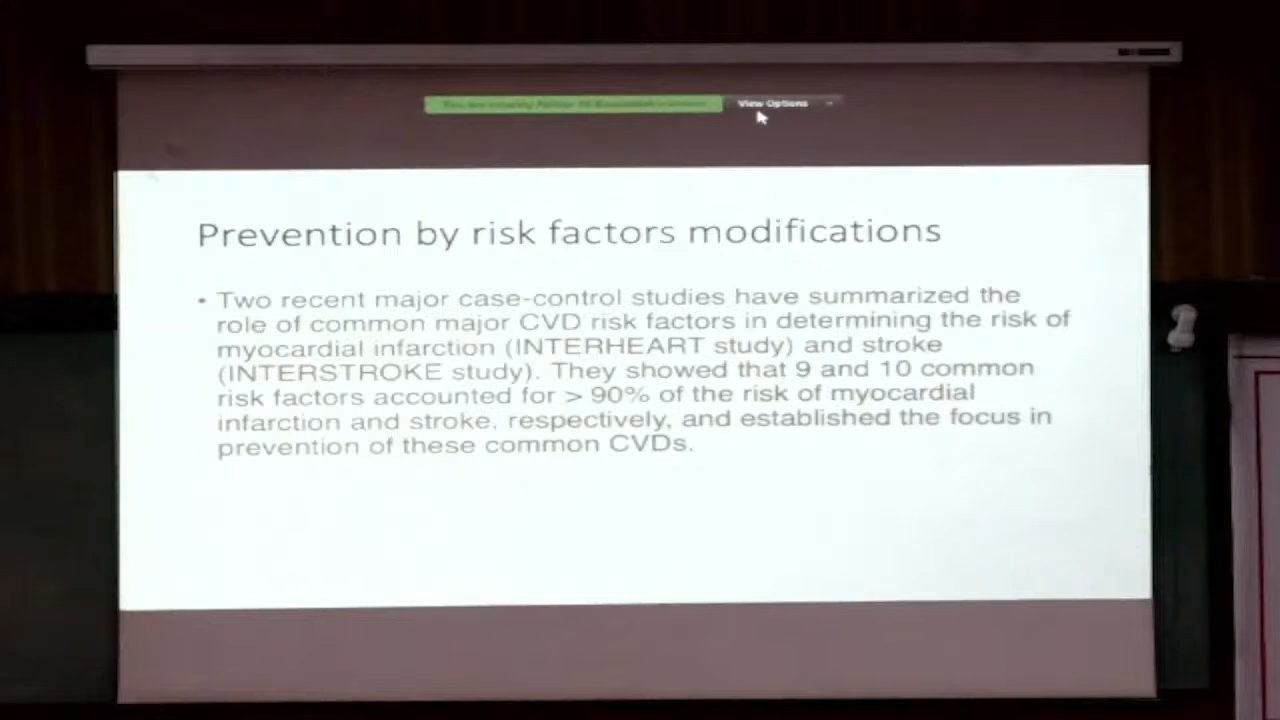 View Options
Prevention by risk factors modifications
• Two recent major case-control studies have summarized the
role of common major CVD risk factors in determining the risk of
myocardial infarction (INTERHEART study) and stroke
(INTERSTROKE study). They showed that 9 and 10 common
risk factors accounted for > 90% of the risk of myocardial
infarction and stroke, respectively, and established the focus in
prevention of these common CVDs.